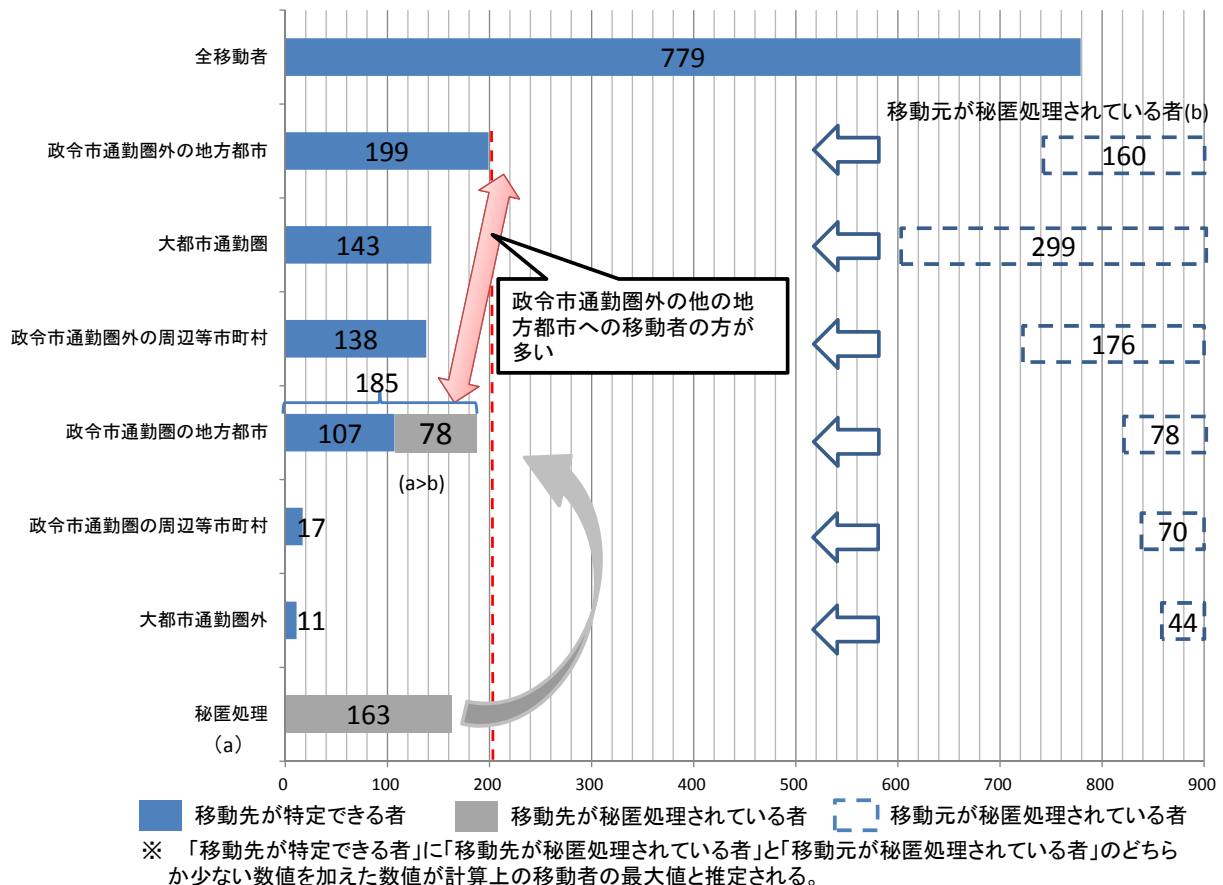 全移動者
779
移動元が秘匿処理されている者(b)
政令市通勤圏外の地方都市
199
160
大都市通勤圏
143
299
政令市通勤圏外の他の地
方都市への移動者の方が
多い
政令市通勤圏外の周辺等市町村
138
176
185
政令市通勤圏の地方都市
107
78
78
(a>b)
政令市通勤圏の周辺等市町村
17
70
大都市通勤圏外
11
44
秘匿処理
(a)
163
0 100 200 300 400 500 600 700 800 900
移動先が特定できる者 移動先が秘匿処理されている者 移動元が秘匿処理されている者
※ 「移動先が特定できる者」に「移動先が秘匿処理されている者」と「移動元が秘匿処理されている者」のどちら
か少ない数値を加えた数値が計算上の移動者の最大値と推定される。